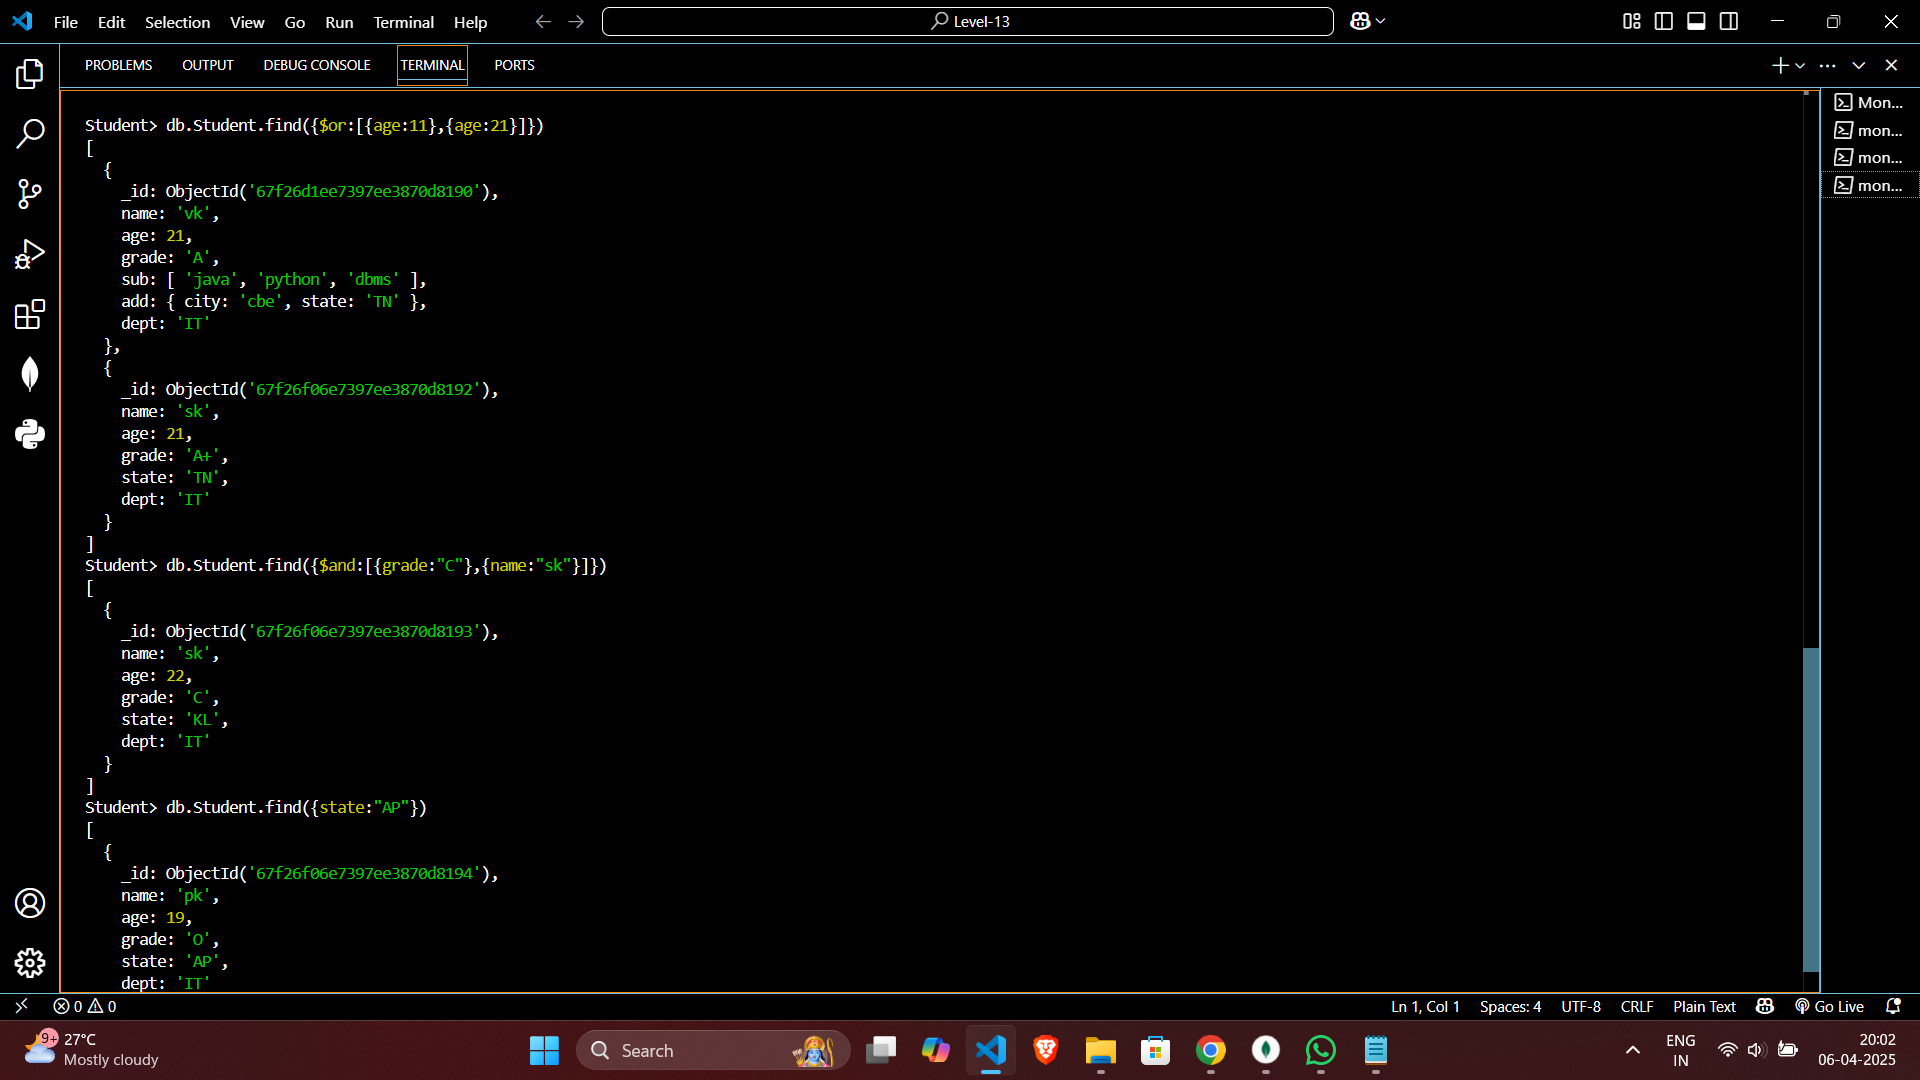 File Edit Selection View Go Run Terminal Help
Level-13
PROBLEMS OUTPUT DEBUG CONSOLE TERMINAL PORTS
Mon...
mon...
mon...
mon...
Student> db.Student.find({$or:[{age:11},{age:21}]})
[
  {
    _id: ObjectId('67f26d1ee7397ee3870d8190'),
    name: 'vk',
    age: 21,
    grade: 'A',
    sub: [ 'java', 'python', 'dbms' ],
    add: { city: 'cbe', state: 'TN' },
    dept: 'IT'
  },
  {
    _id: ObjectId('67f26f06e7397ee3870d8192'),
    name: 'sk',
    age: 21,
    grade: 'A+',
    state: 'TN',
    dept: 'IT'
  }
]
Student> db.Student.find({$and:[{grade:"C"},{name:"sk"}]})
[
  {
    _id: ObjectId('67f26f06e7397ee3870d8193'),
    name: 'sk',
    age: 22,
    grade: 'C',
    state: 'KL',
    dept: 'IT'
  }
]
Student> db.Student.find({state:"AP"})
[
  {
    _id: ObjectId('67f26f06e7397ee3870d8194'),
    name: 'pk',
    age: 19,
    grade: 'O',
    state: 'AP',
    dept: 'IT'
0 0 Ln 1, Col 1 Spaces: 4 UTF-8 CRLF Plain Text Go Live
9+ 27°C
Mostly cloudy
Search
ENG
IN
20:02
06-04-2025